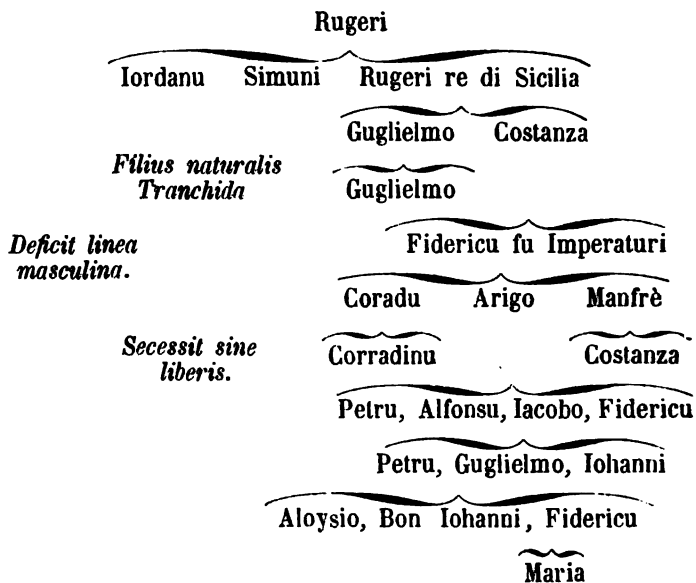 Rugeri
Iordanu Simuni Rugeri re di Sicilia
Guglielmo Costanza
Filius naturalis
Tranchida
Guglielmo
Fidericu fu Imperaturi
Deficit linea
masculina.
Coradu Arigo Manfrè
Secessit sine
liberis.
Corradinu Costanza
Petru, Alfonsu, Iacobo, Fidericu
Petru, Guglielmo, Iohanni
Aloysio, Bon Iohanni, Fidericu
Maria